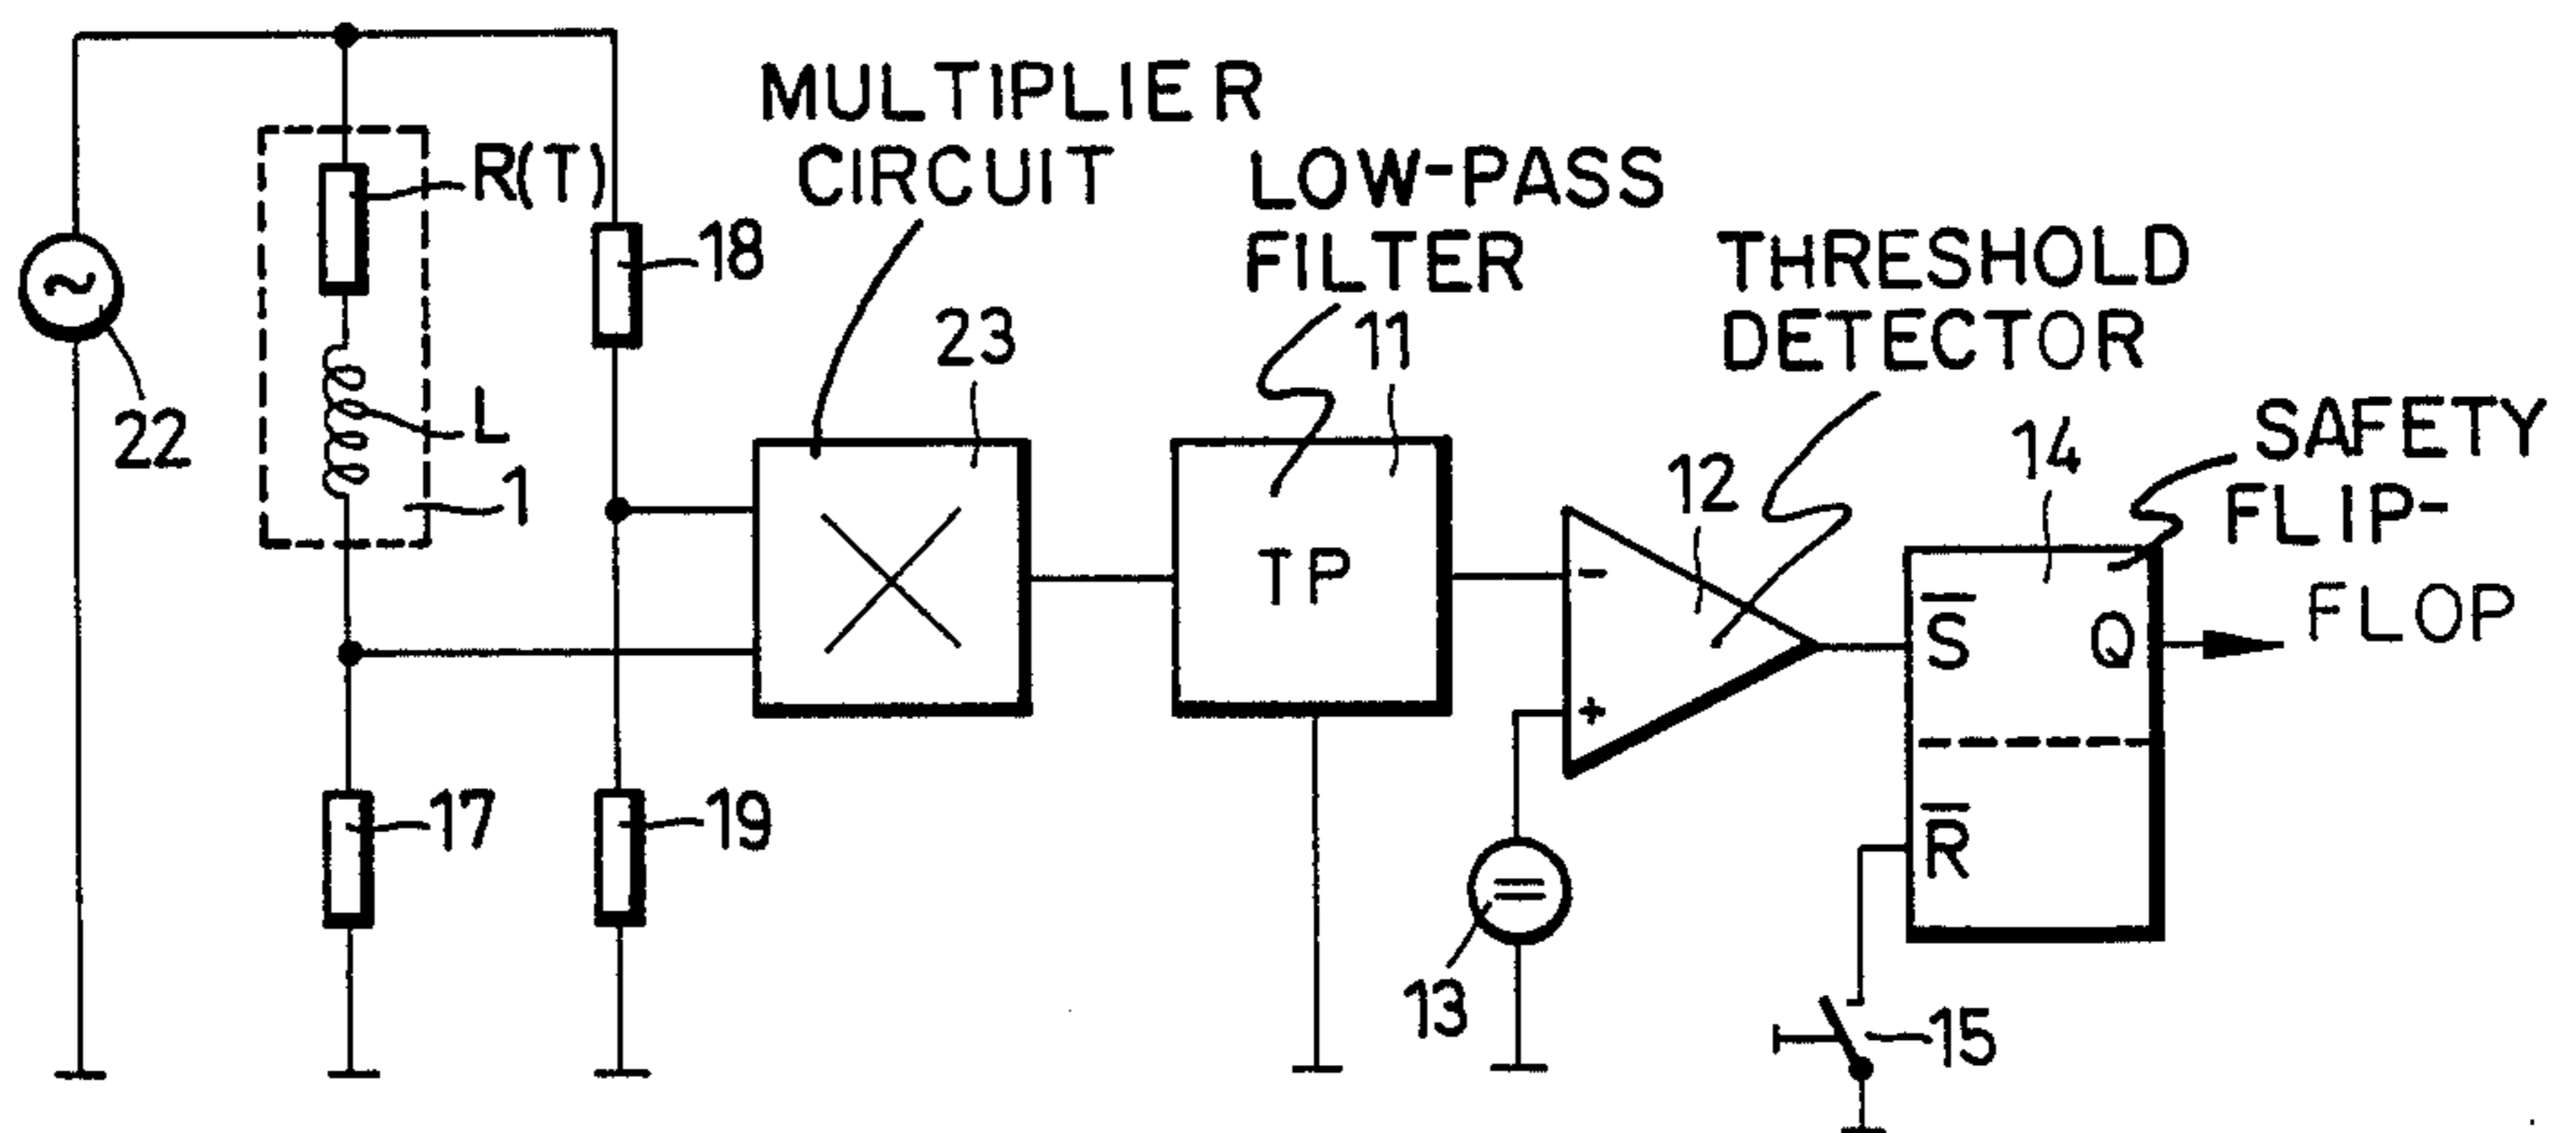 MULTIPLIER
CIRCUIT
LOW-PASS
FILTER
THRESHOLD
DETECTOR
SAFETY
FLIP-
FLOP
R(T)
18
23
11
12
14
22
L
1
TP
-
+
S̅
Q
R̅
17
19
13
15
~
=